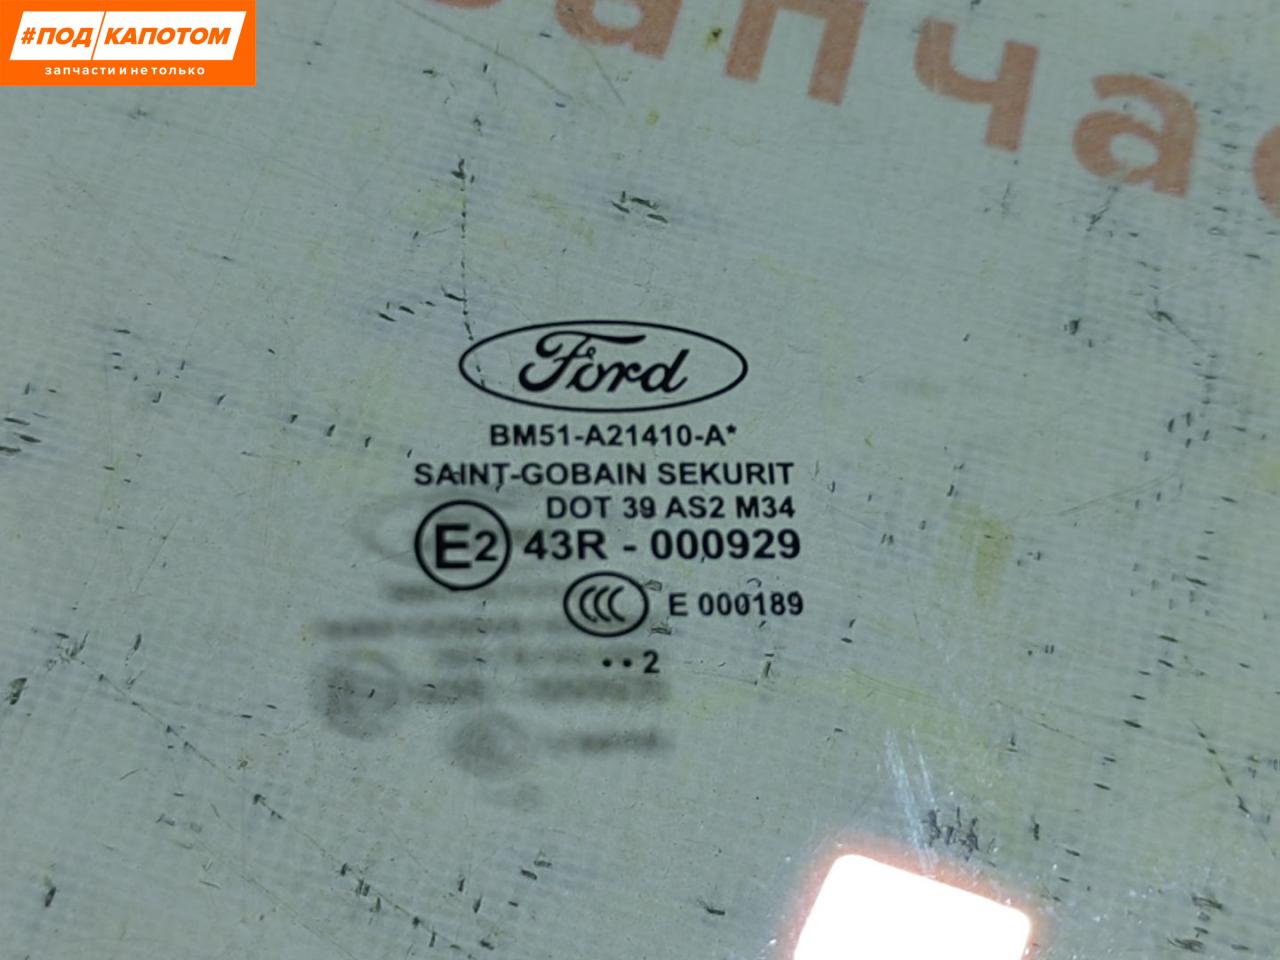 #ПОД КАПОТОМ
запчасти и не только
запчас
Ford
BM51-A21410-A*
SAINT-GOBAIN SEKURIT
DOT 39 AS2 M34
E2 43R - 000929
CCC E 000189
•• 2